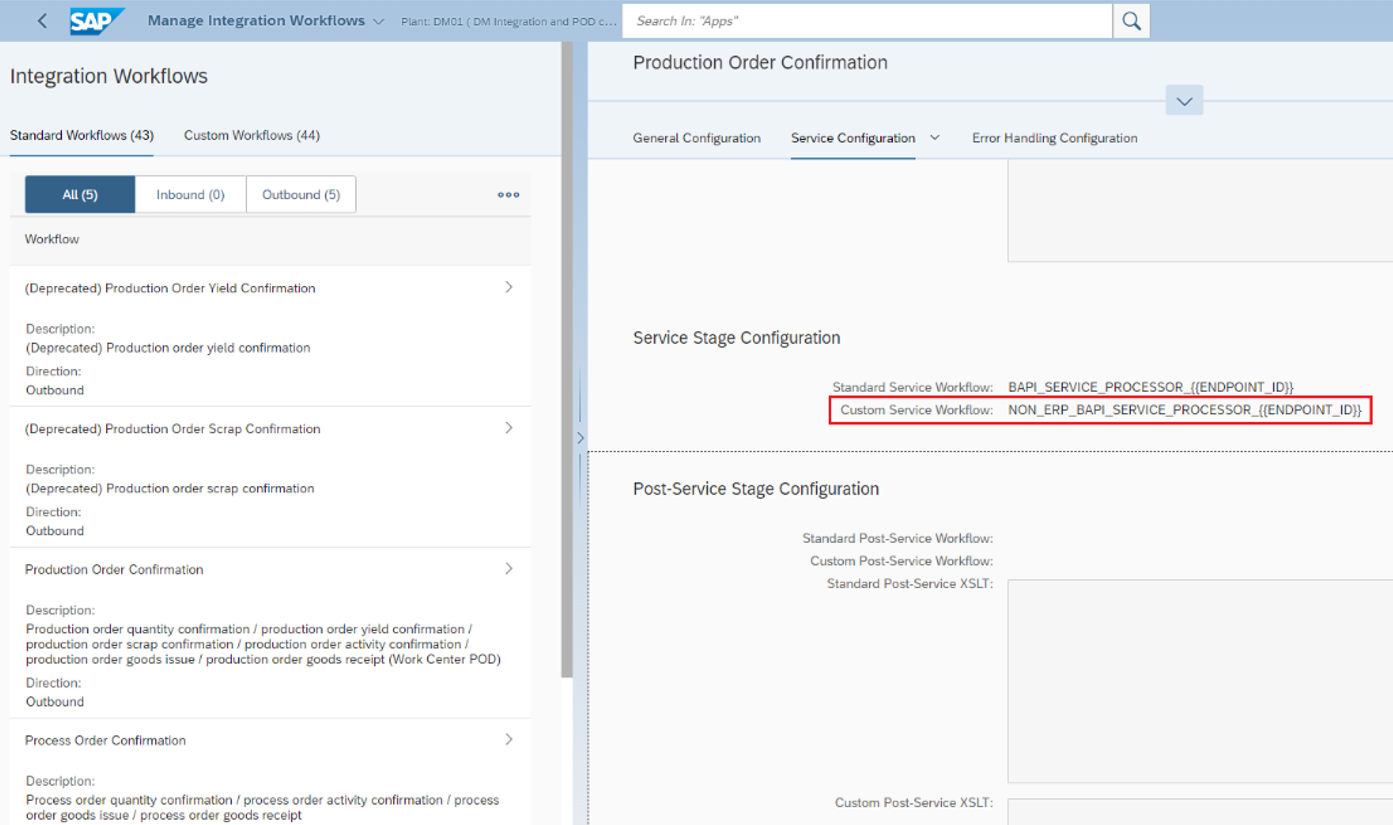 SAP Manage Integration Workflows Plant: DM01 ( DM Integration and POD c... Search In: "Apps"
Integration Workflows
Standard Workflows (43) Custom Workflows (44)
All (5) Inbound (0) Outbound (5)
Workflow
(Deprecated) Production Order Yield Confirmation
Description:
(Deprecated) Production order yield confirmation
Direction:
Outbound
(Deprecated) Production Order Scrap Confirmation
Description:
(Deprecated) Production order scrap confirmation
Direction:
Outbound
Production Order Confirmation
Description:
Production order quantity confirmation / production order yield confirmation /
production order scrap confirmation / production order activity confirmation /
production order goods issue / production order goods receipt (Work Center POD)
Direction:
Outbound
Process Order Confirmation
Description:
Process order quantity confirmation / process order activity confirmation / process
order goods issue / process order goods receipt
Production Order Confirmation
General Configuration Service Configuration Error Handling Configuration
Service Stage Configuration
Standard Service Workflow: BAPI_SERVICE_PROCESSOR_{{ENDPOINT_ID}}
Custom Service Workflow: NON_ERP_BAPI_SERVICE_PROCESSOR_{{ENDPOINT_ID}}
Post-Service Stage Configuration
Standard Post-Service Workflow:
Custom Post-Service Workflow:
Standard Post-Service XSLT:
Custom Post-Service XSLT: